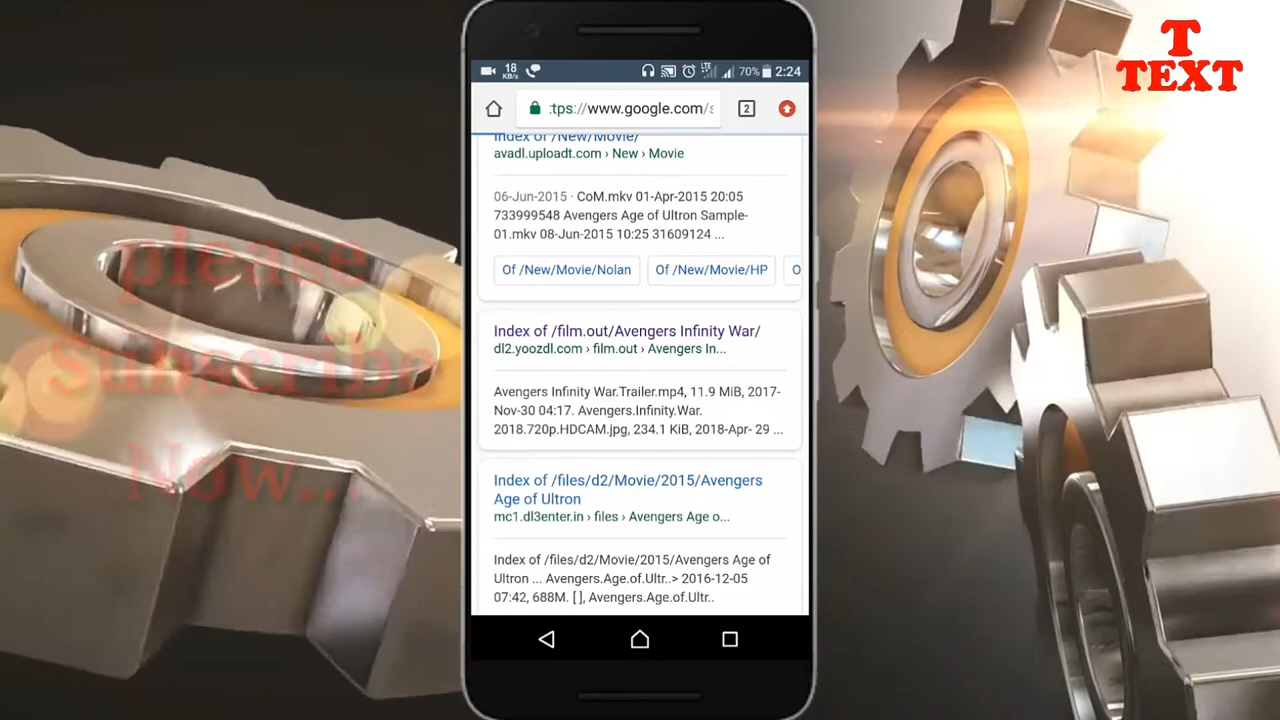 T
TEXT
18
KB/s
LTE
70%
2:24
:tps://www.google.com/s
2
Index of /New/Movie/
avadl.uploadt.com › New › Movie
06-Jun-2015 · CoM.mkv 01-Apr-2015 20:05
733999548 Avengers Age of Ultron Sample-
01.mkv 08-Jun-2015 10:25 31609124 ...
Of /New/Movie/Nolan
Of /New/Movie/HP
O
Index of /film.out/Avengers Infinity War/
dl2.yoozdl.com › film.out › Avengers In...
Avengers Infinity War.Trailer.mp4, 11.9 MiB, 2017-
Nov-30 04:17. Avengers.Infinity.War.
2018.720p.HDCAM.jpg, 234.1 KiB, 2018-Apr- 29 ...
Index of /files/d2/Movie/2015/Avengers
Age of Ultron
mc1.dl3enter.in › files › Avengers Age o...
Index of /files/d2/Movie/2015/Avengers Age of
Ultron ... Avengers.Age.of.Ultr..> 2016-12-05
07:42, 688M. [ ], Avengers.Age.of.Ultr..
please
Subscribe
Now...